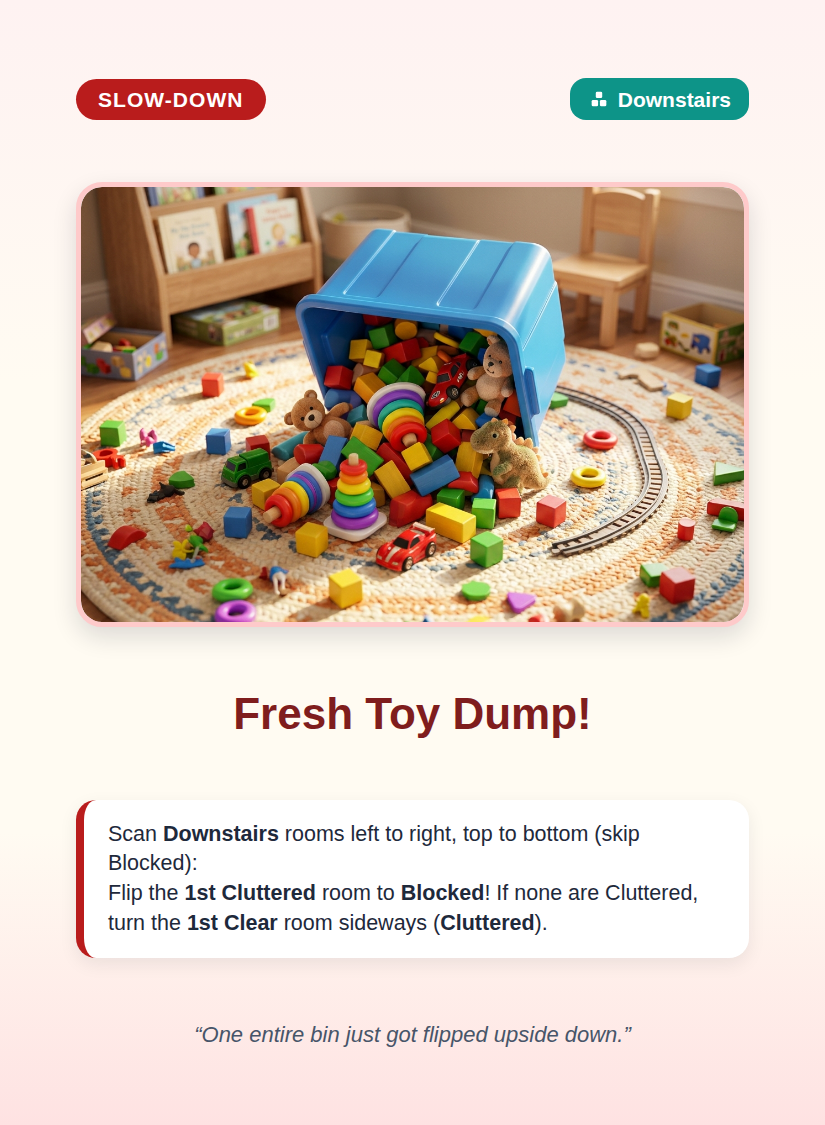 SLOW-DOWN
Downstairs
Fresh Toy Dump!
Scan Downstairs rooms left to right, top to bottom (skip
Blocked):
Flip the 1st Cluttered room to Blocked! If none are Cluttered,
turn the 1st Clear room sideways (Cluttered).
“One entire bin just got flipped upside down.”